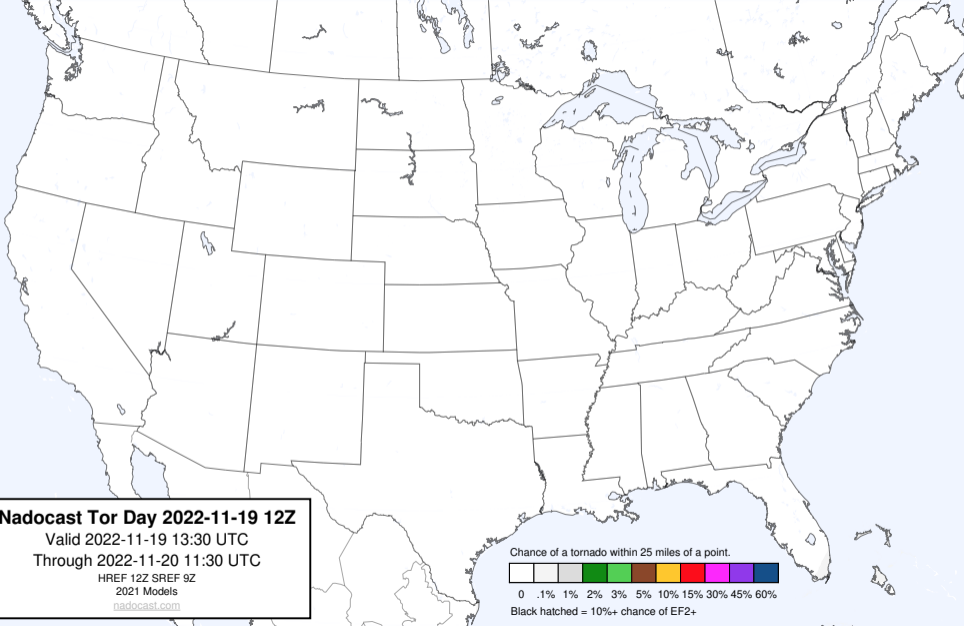 Nadocast Tor Day 2022-11-19 12Z
Valid 2022-11-19 13:30 UTC
Through 2022-11-20 11:30 UTC
HREF 12Z SREF 9Z
2021 Models
nadocast.com
Chance of a tornado within 25 miles of a point.
0 .1% 1% 2% 3% 5% 10% 15% 30% 45% 60%
Black hatched = 10%+ chance of EF2+